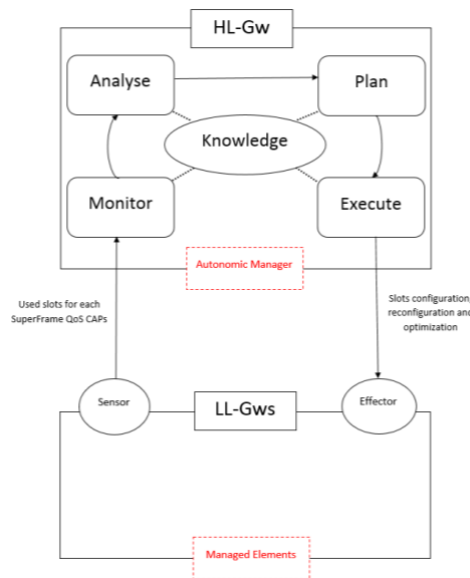 HL-Gw
Analyse
Plan
Knowledge
Monitor
Execute
Autonomic Manager
Used slots for each
SuperFrame QoS CAPs
Slots configuration,
reconfiguration and
optimization
Sensor
LL-Gws
Effector
Managed Elements